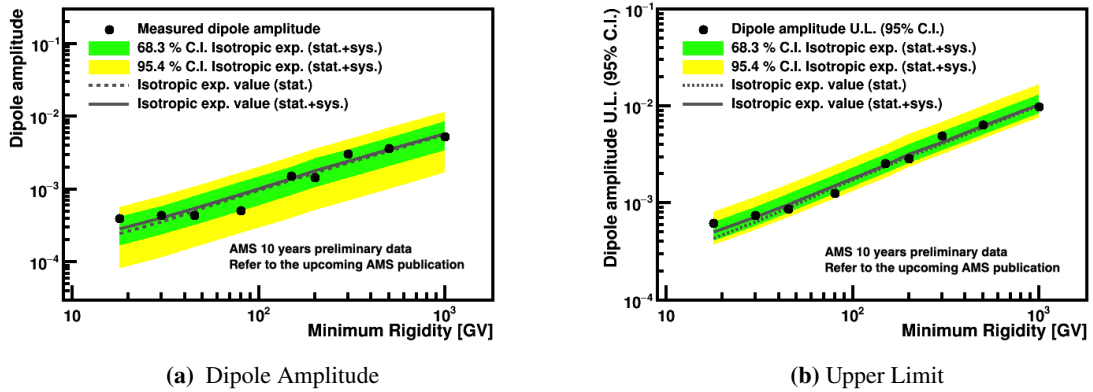 Dipole amplitude
10⁻¹
10⁻²
10⁻³
10⁻⁴
Measured dipole amplitude
68.3 % C.I. Isotropic exp. (stat.+sys.)
95.4 % C.I. Isotropic exp. (stat.+sys.)
Isotropic exp. value (stat.)
Isotropic exp. value (stat.+sys.)
AMS 10 years preliminary data
Refer to the upcoming AMS publication
10
10²
10³
Minimum Rigidity [GV]
(a) Dipole Amplitude
Dipole amplitude U.L. (95% C.I.)
10⁻¹
10⁻²
10⁻³
10⁻⁴
Dipole amplitude U.L. (95% C.I.)
68.3 % C.I. Isotropic exp. (stat.+sys.)
95.4 % C.I. Isotropic exp. (stat.+sys.)
Isotropic exp. value (stat.)
Isotropic exp. value (stat.+sys.)
AMS 10 years preliminary data
Refer to the upcoming AMS publication
10
10²
10³
Minimum Rigidity [GV]
(b) Upper Limit